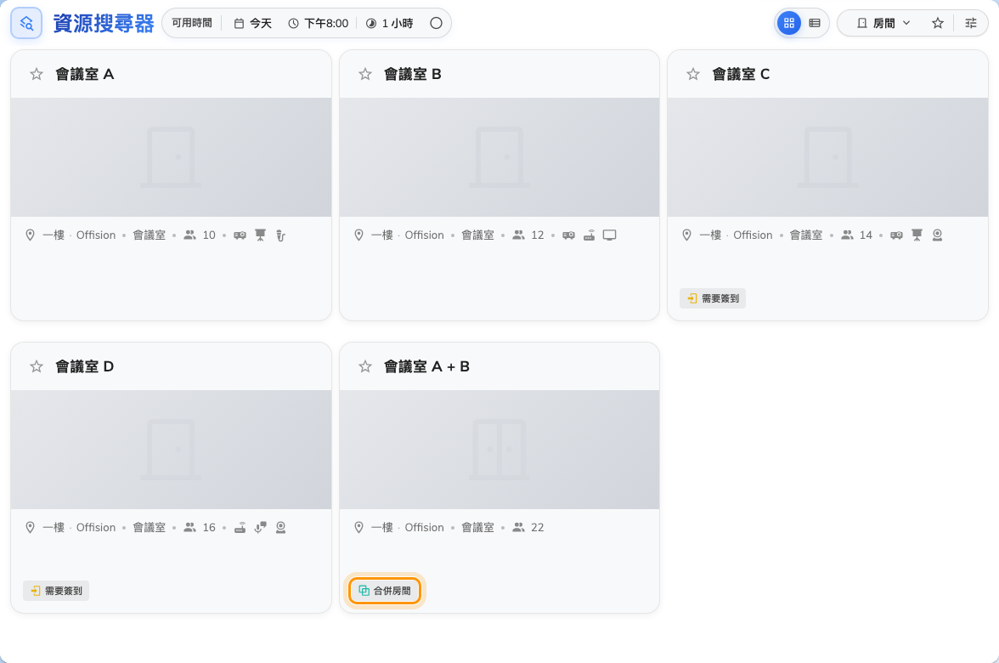 資源搜尋器
可用時間 今天 下午8:00 1 小時
房間
會議室 A
一樓 · Offision • 會議室 • 10 •
會議室 B
一樓 · Offision • 會議室 • 12 •
會議室 C
一樓 · Offision • 會議室 • 14 •
需要簽到
會議室 D
一樓 · Offision • 會議室 • 16 •
需要簽到
會議室 A + B
一樓 · Offision • 會議室 • 22
合併房間